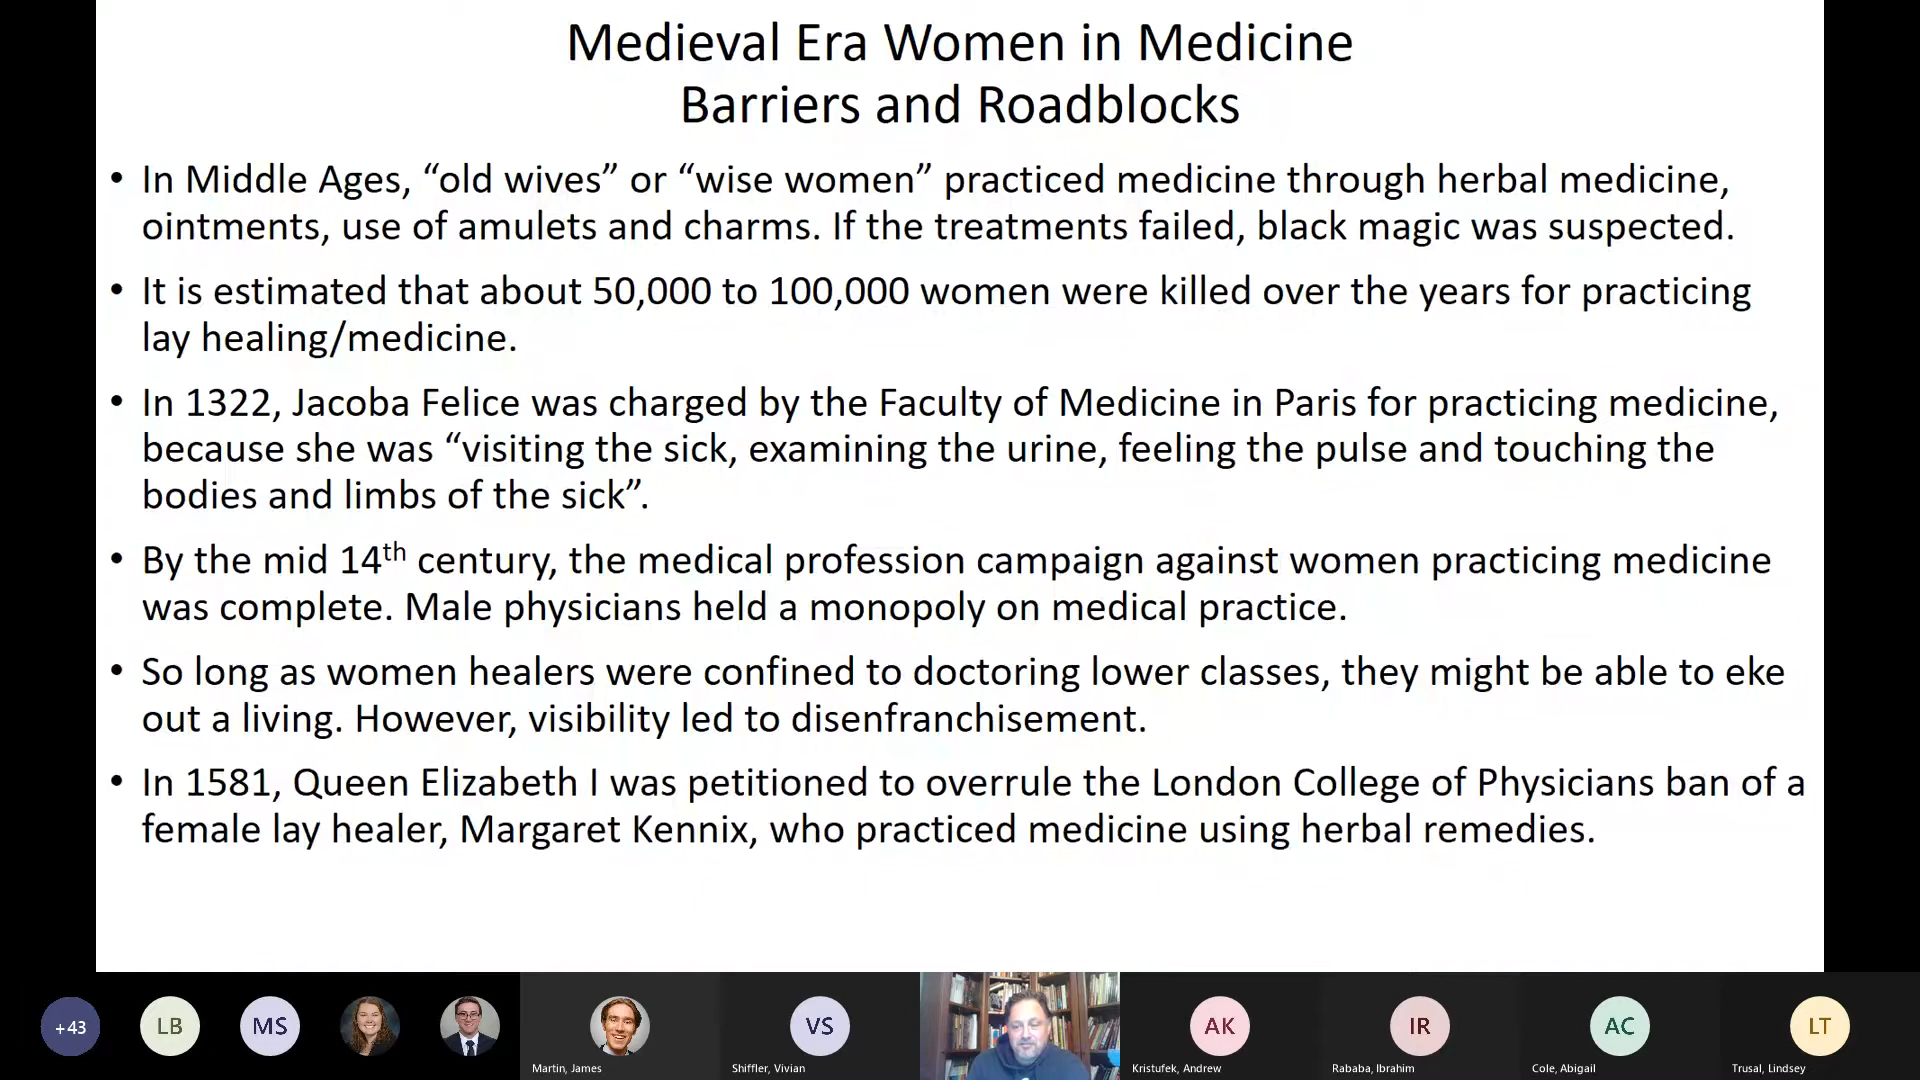 Medieval Era Women in Medicine
Barriers and Roadblocks
• In Middle Ages, “old wives” or “wise women” practiced medicine through herbal medicine,
ointments, use of amulets and charms. If the treatments failed, black magic was suspected.
• It is estimated that about 50,000 to 100,000 women were killed over the years for practicing
lay healing/medicine.
• In 1322, Jacoba Felice was charged by the Faculty of Medicine in Paris for practicing medicine,
because she was “visiting the sick, examining the urine, feeling the pulse and touching the
bodies and limbs of the sick”.
• By the mid 14th century, the medical profession campaign against women practicing medicine
was complete. Male physicians held a monopoly on medical practice.
• So long as women healers were confined to doctoring lower classes, they might be able to eke
out a living. However, visibility led to disenfranchisement.
• In 1581, Queen Elizabeth I was petitioned to overrule the London College of Physicians ban of a
female lay healer, Margaret Kennix, who practiced medicine using herbal remedies.
+43 LB MS VS AK IR AC LT
Martin, James Shiffler, Vivian Kristufek, Andrew Rababa, Ibrahim Cole, Abigail Trusal, Lindsey